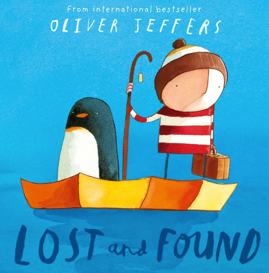 From international bestseller
OLIVER JEFFERS
LOST and FOUND